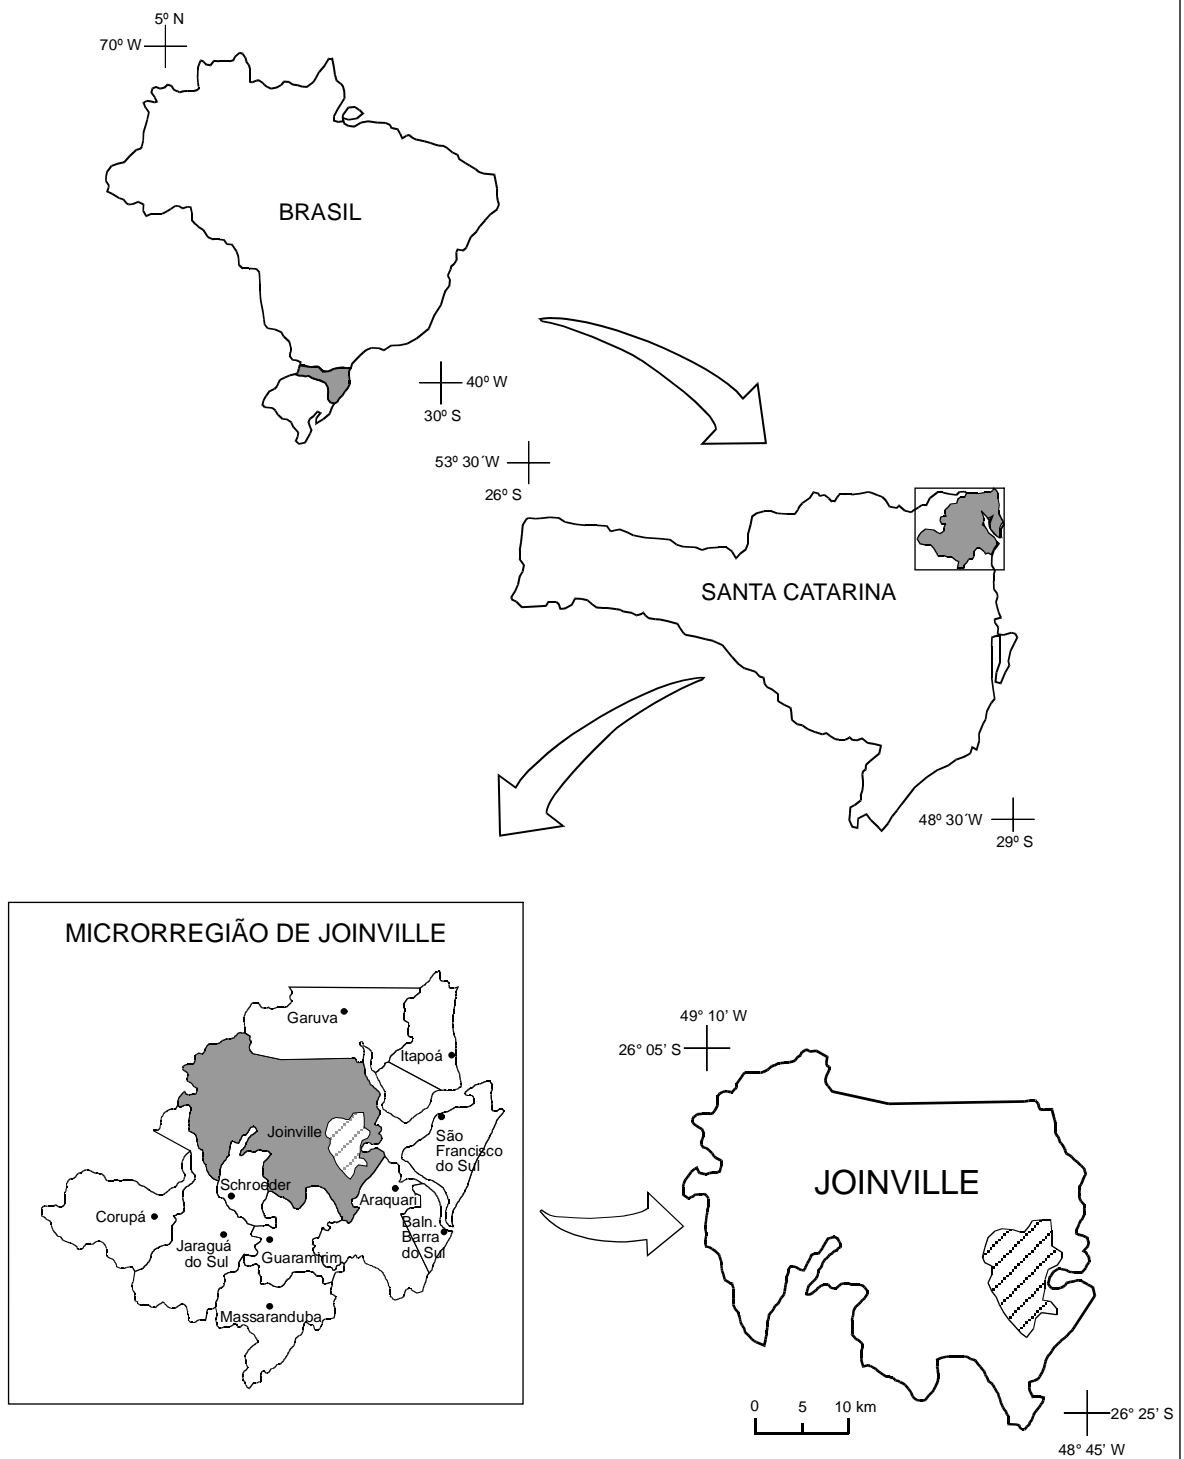 5º N
70º W
BRASIL
40º W
30º S
53º 30´W
26º S
SANTA CATARINA
48º 30´W
29º S
MICRORREGIÃO DE JOINVILLE
Garuva
Itapoá
Joinville
São
Francisco
do Sul
Schroeder
Araquari
Corupá
Baln.
Barra
do Sul
Jaraguá
do Sul
Guaramirim
Massaranduba
49° 10’ W
26° 05’ S
JOINVILLE
0 5 10 km
26° 25’ S
48° 45’ W